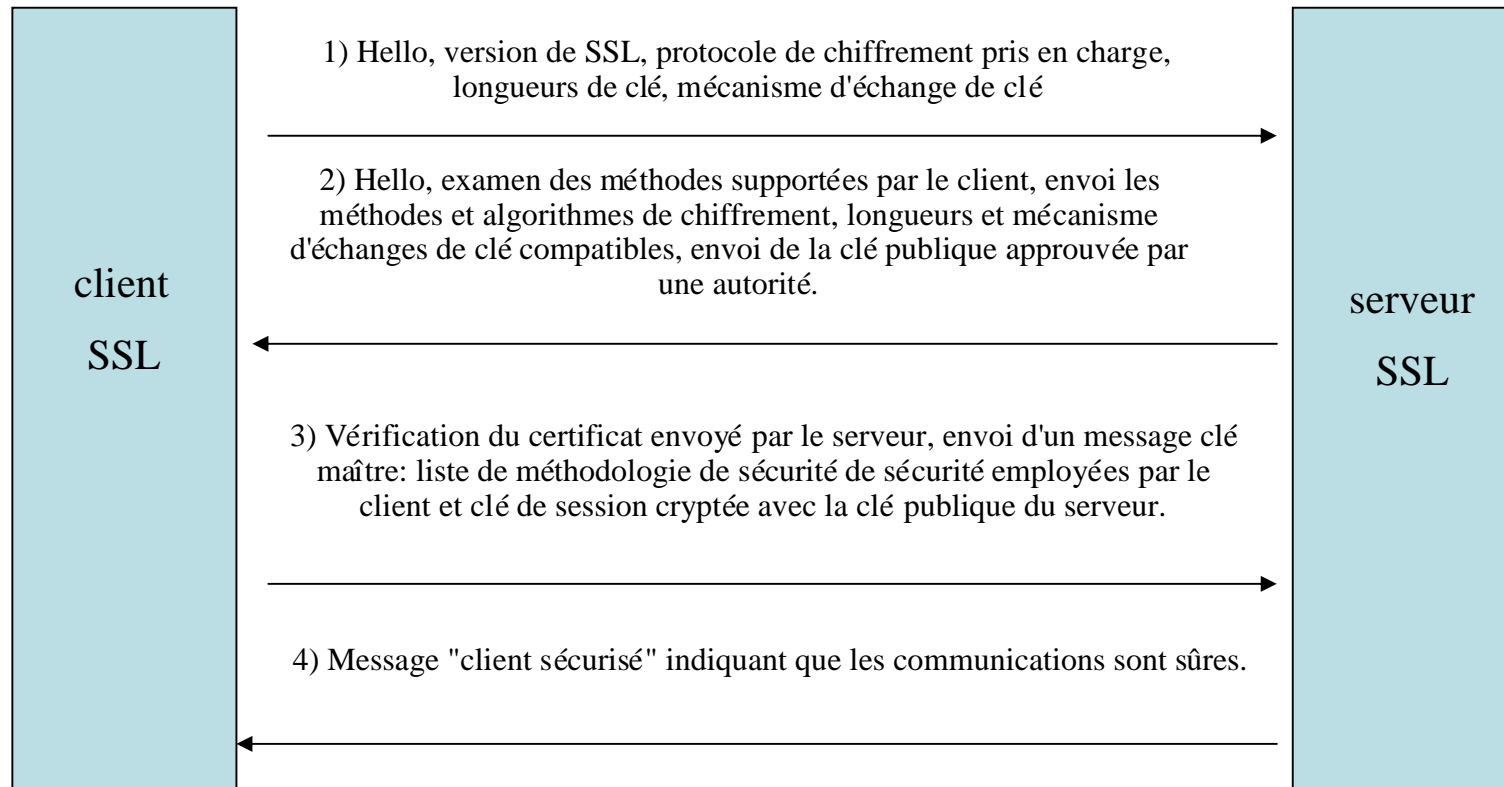 1) Hello, version de SSL, protocole de chiffrement pris en charge,
longueurs de clé, mécanisme d'échange de clé
2) Hello, examen des méthodes supportées par le client, envoi les
méthodes et algorithmes de chiffrement, longueurs et mécanisme
d'échanges de clé compatibles, envoi de la clé publique approuvée par
une autorité.
client
SSL
serveur
SSL
3) Vérification du certificat envoyé par le serveur, envoi d'un message clé
maître: liste de méthodologie de sécurité de sécurité employées par le
client et clé de session cryptée avec la clé publique du serveur.
4) Message "client sécurisé" indiquant que les communications sont sûres.